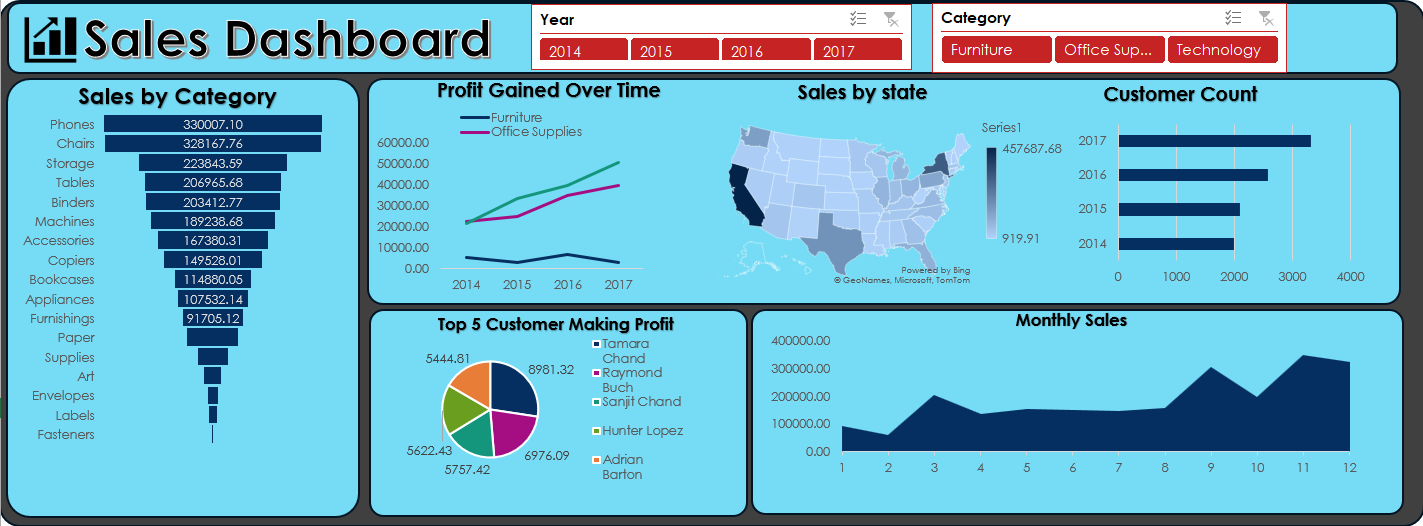 Sales Dashboard
Year
2014
2015
2016
2017
Category
Furniture
Office Sup...
Technology
Sales by Category
Phones 330007.10
Chairs 328167.76
Storage 223843.59
Tables 206965.68
Binders 203412.77
Machines 189238.68
Accessories 167380.31
Copiers 149528.01
Bookcases 114880.05
Appliances 107532.14
Furnishings 91705.12
Paper
Supplies
Art
Envelopes
Labels
Fasteners
Profit Gained Over Time
Furniture
Office Supplies
60000.00
50000.00
40000.00
30000.00
20000.00
10000.00
0.00
2014 2015 2016 2017
Sales by state
Series1
457687.68
919.91
Powered by Bing
© GeoNames, Microsoft, TomTom
Customer Count
2017
2016
2015
2014
0 1000 2000 3000 4000
Top 5 Customer Making Profit
5444.81
8981.32
5622.43
5757.42
6976.09
Tamara
Chand
Raymond
Buch
Sanjit Chand
Hunter Lopez
Adrian
Barton
Monthly Sales
400000.00
300000.00
200000.00
100000.00
0.00
1 2 3 4 5 6 7 8 9 10 11 12